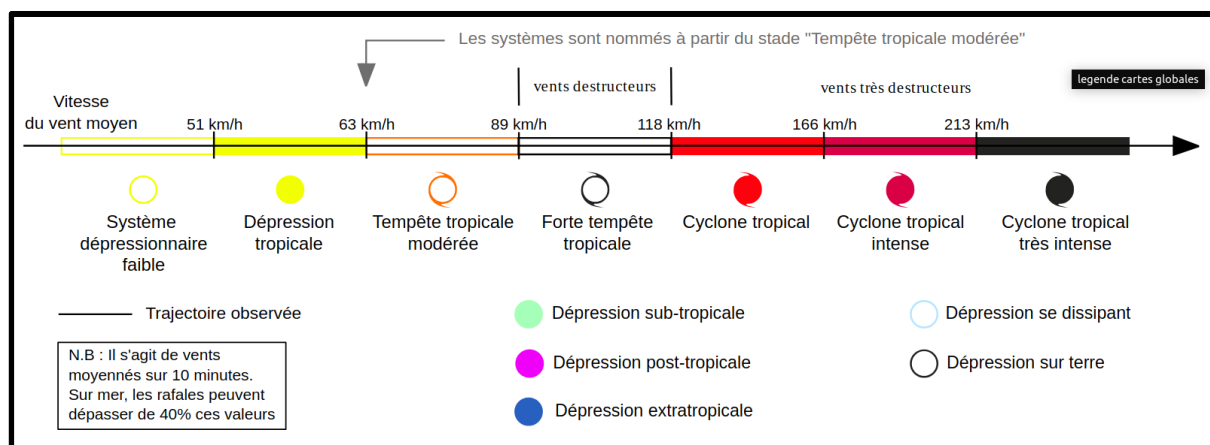 Les systèmes sont nommés à partir du stade "Tempête tropicale modérée"
legende cartes globales
vents destructeurs
vents très destructeurs
Vitesse
du vent moyen
51 km/h
63 km/h
89 km/h
118 km/h
166 km/h
213 km/h
Système
dépressionnaire
faible
Dépression
tropicale
Tempête tropicale
modérée
Forte tempête
tropicale
Cyclone tropical
Cyclone tropical
intense
Cyclone tropical
très intense
Trajectoire observée
N.B : Il s'agit de vents
moyennés sur 10 minutes.
Sur mer, les rafales peuvent
dépasser de 40% ces valeurs
Dépression sub-tropicale
Dépression post-tropicale
Dépression extratropicale
Dépression se dissipant
Dépression sur terre